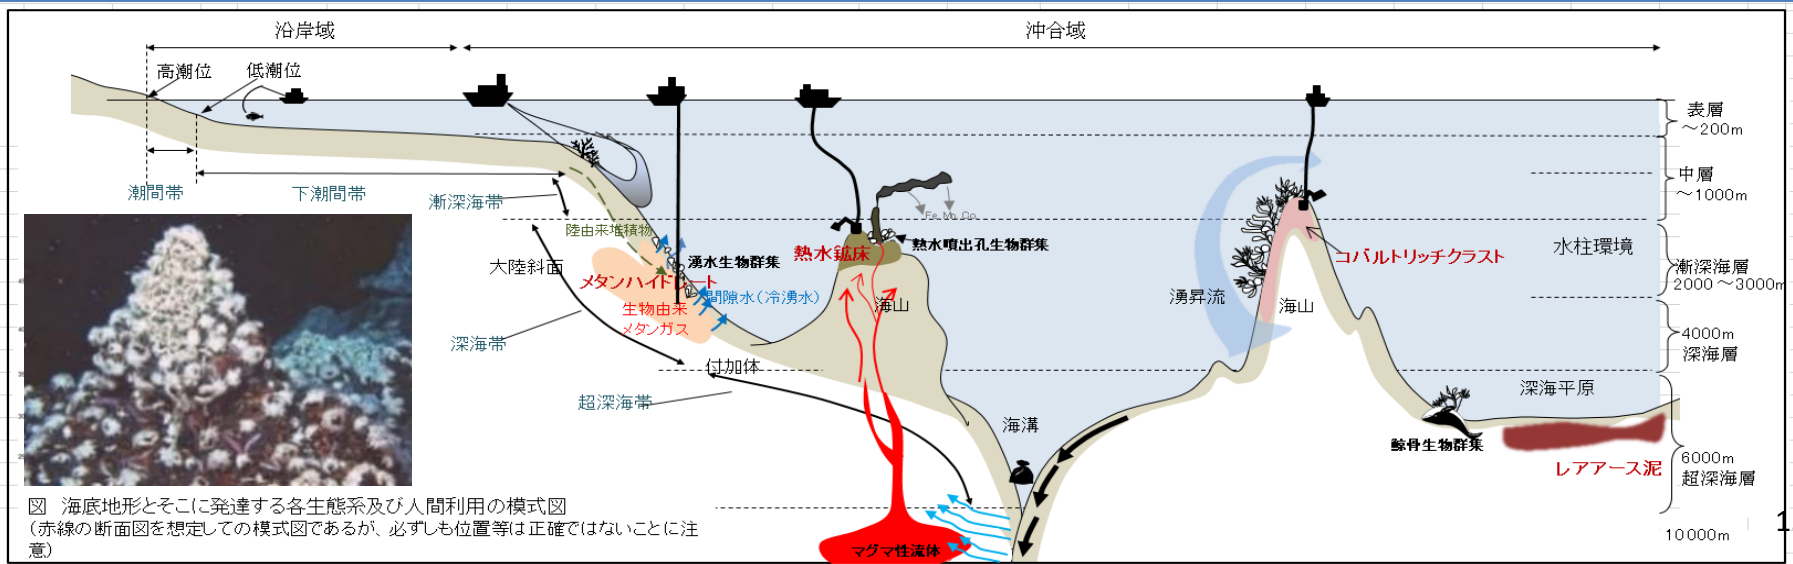 沿岸域
沖合域
高潮位
低潮位
表層
～200m
中層
～1000m
潮間帯
下潮間帯
漸深海帯
陸由来堆積物
Fe, Mn, Co,
熱水鉱床
熱水噴出孔生物群集
湧水生物群集
大陸斜面
メタンハイドレート
間隙水(冷湧水)
生物由来
メタンガス
海山
コバルトリッチクラスト
水柱環境
漸深海層
2000～3000m
湧昇流
海山
深海帯
4000m
深海層
付加体
超深海帯
深海平原
海溝
鯨骨生物群集
レアアース泥
6000m
超深海層
10000m
マグマ性流体
図 海底地形とそこに発達する各生態系及び人間利用の模式図
(赤線の断面図を想定しての模式図であるが、必ずしも位置等は正確ではないことに注
意)
1